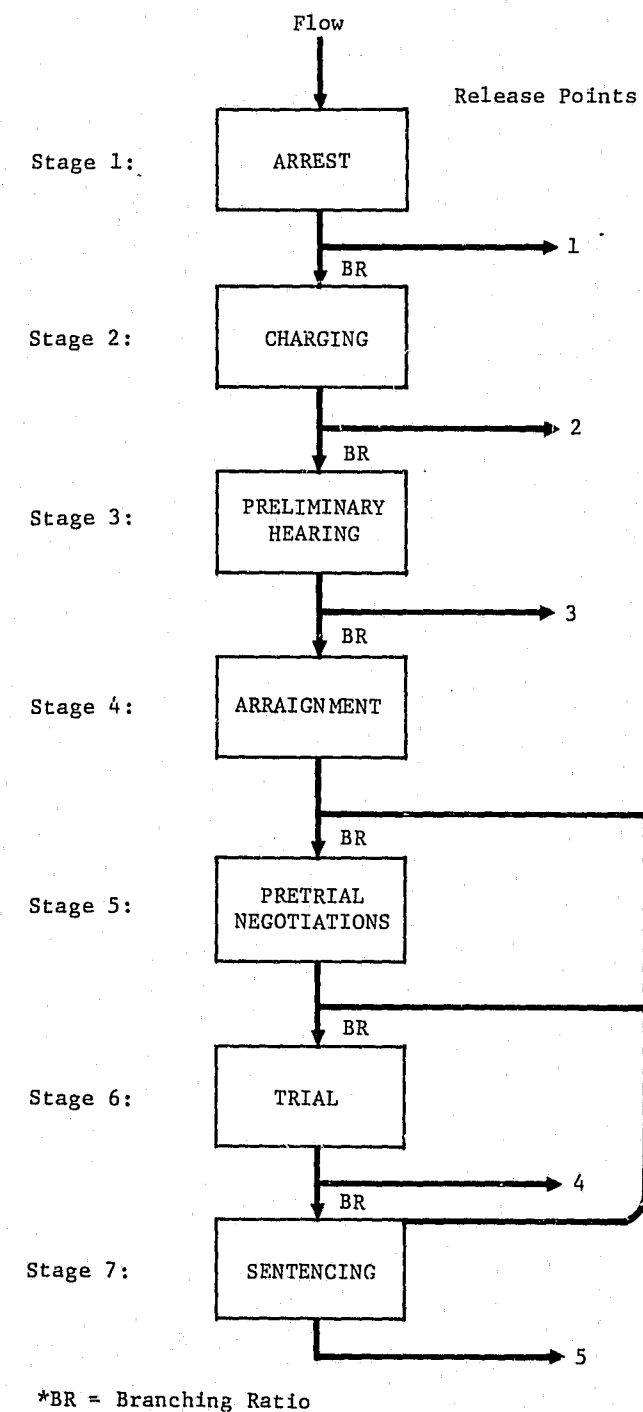 Flow
Release Points
Stage 1:
ARREST
1
BR
Stage 2:
CHARGING
2
BR
Stage 3:
PRELIMINARY
HEARING
3
BR
Stage 4:
ARRAIGNMENT
BR
Stage 5:
PRETRIAL
NEGOTIATIONS
BR
Stage 6:
TRIAL
4
BR
Stage 7:
SENTENCING
5
*BR = Branching Ratio